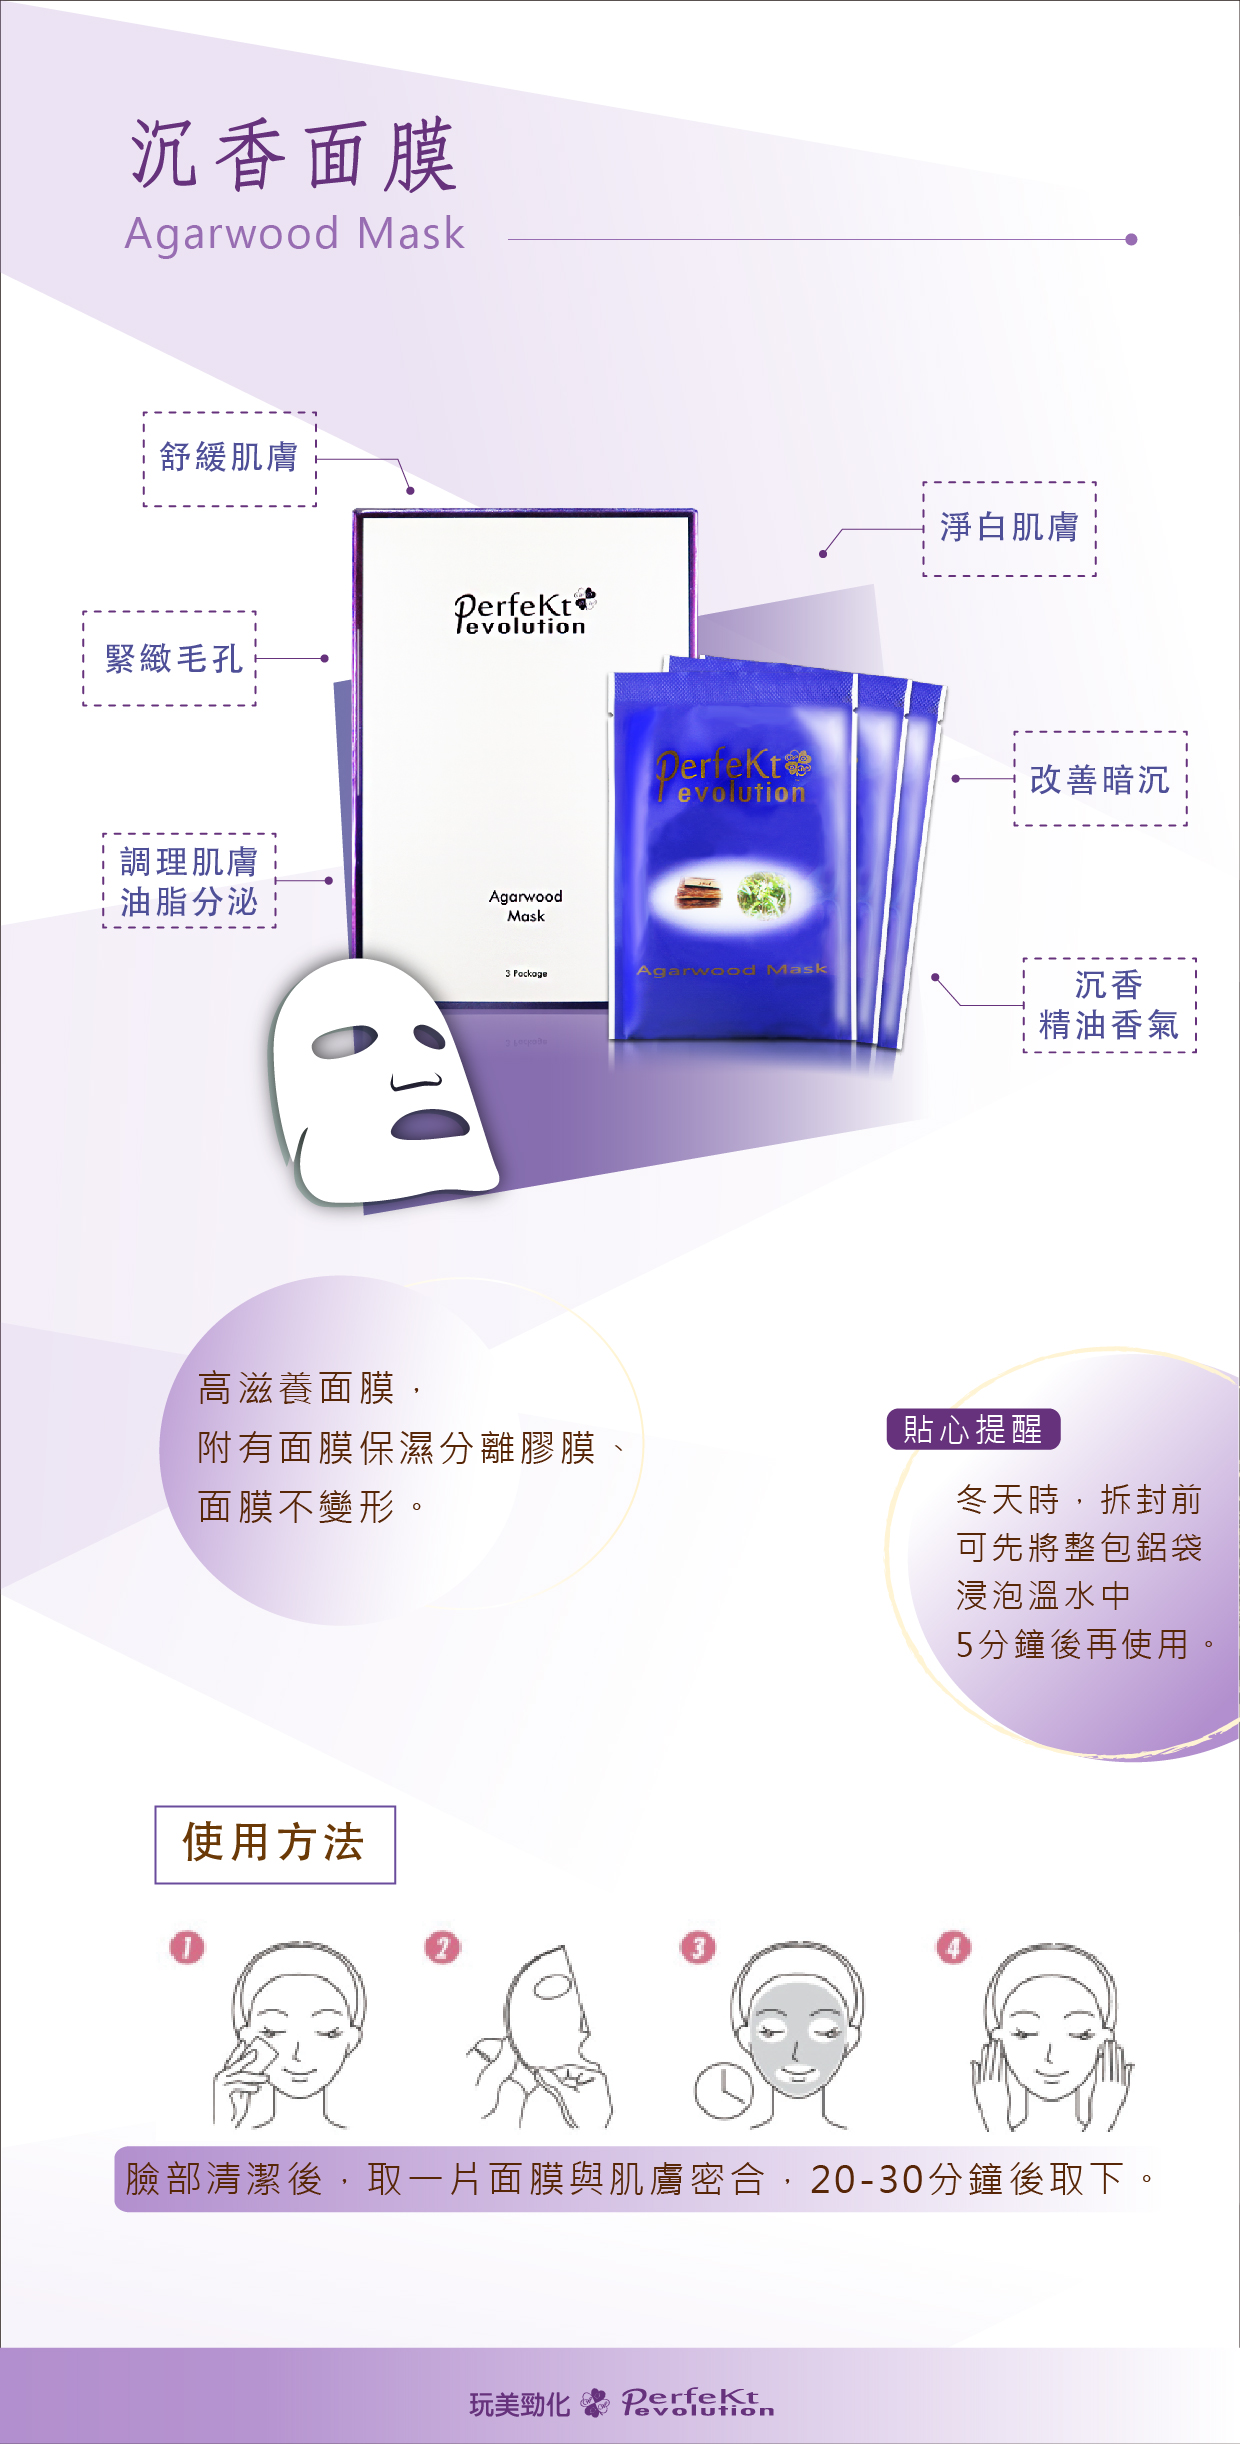 沉香面膜
Agarwood Mask
舒緩肌膚
淨白肌膚
緊緻毛孔
改善暗沉
調理肌膚
油脂分泌
沉香
精油香氣
perfeKt
revolution
Agarwood
Mask
3 Package
perfeKt
revolution
Agarwood Mask
高滋養面膜，
附有面膜保濕分離膠膜、
面膜不變形。
貼心提醒
冬天時，拆封前
可先將整包鋁袋
浸泡溫水中
5分鐘後再使用。
使用方法
1
2
3
4
臉部清潔後，取一片面膜與肌膚密合，20-30分鐘後取下。
玩美勁化 perfeKt
revolution